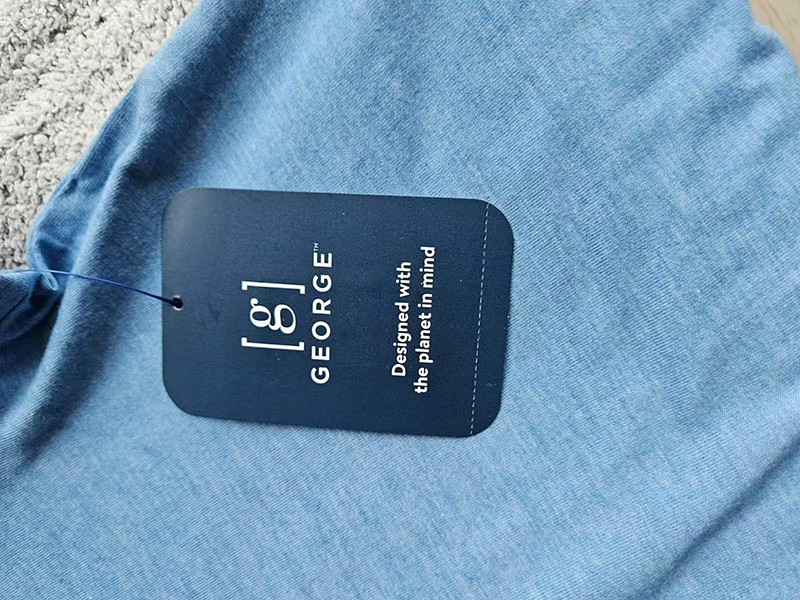 [g]
GEORGE™
Designed with
the planet in mind